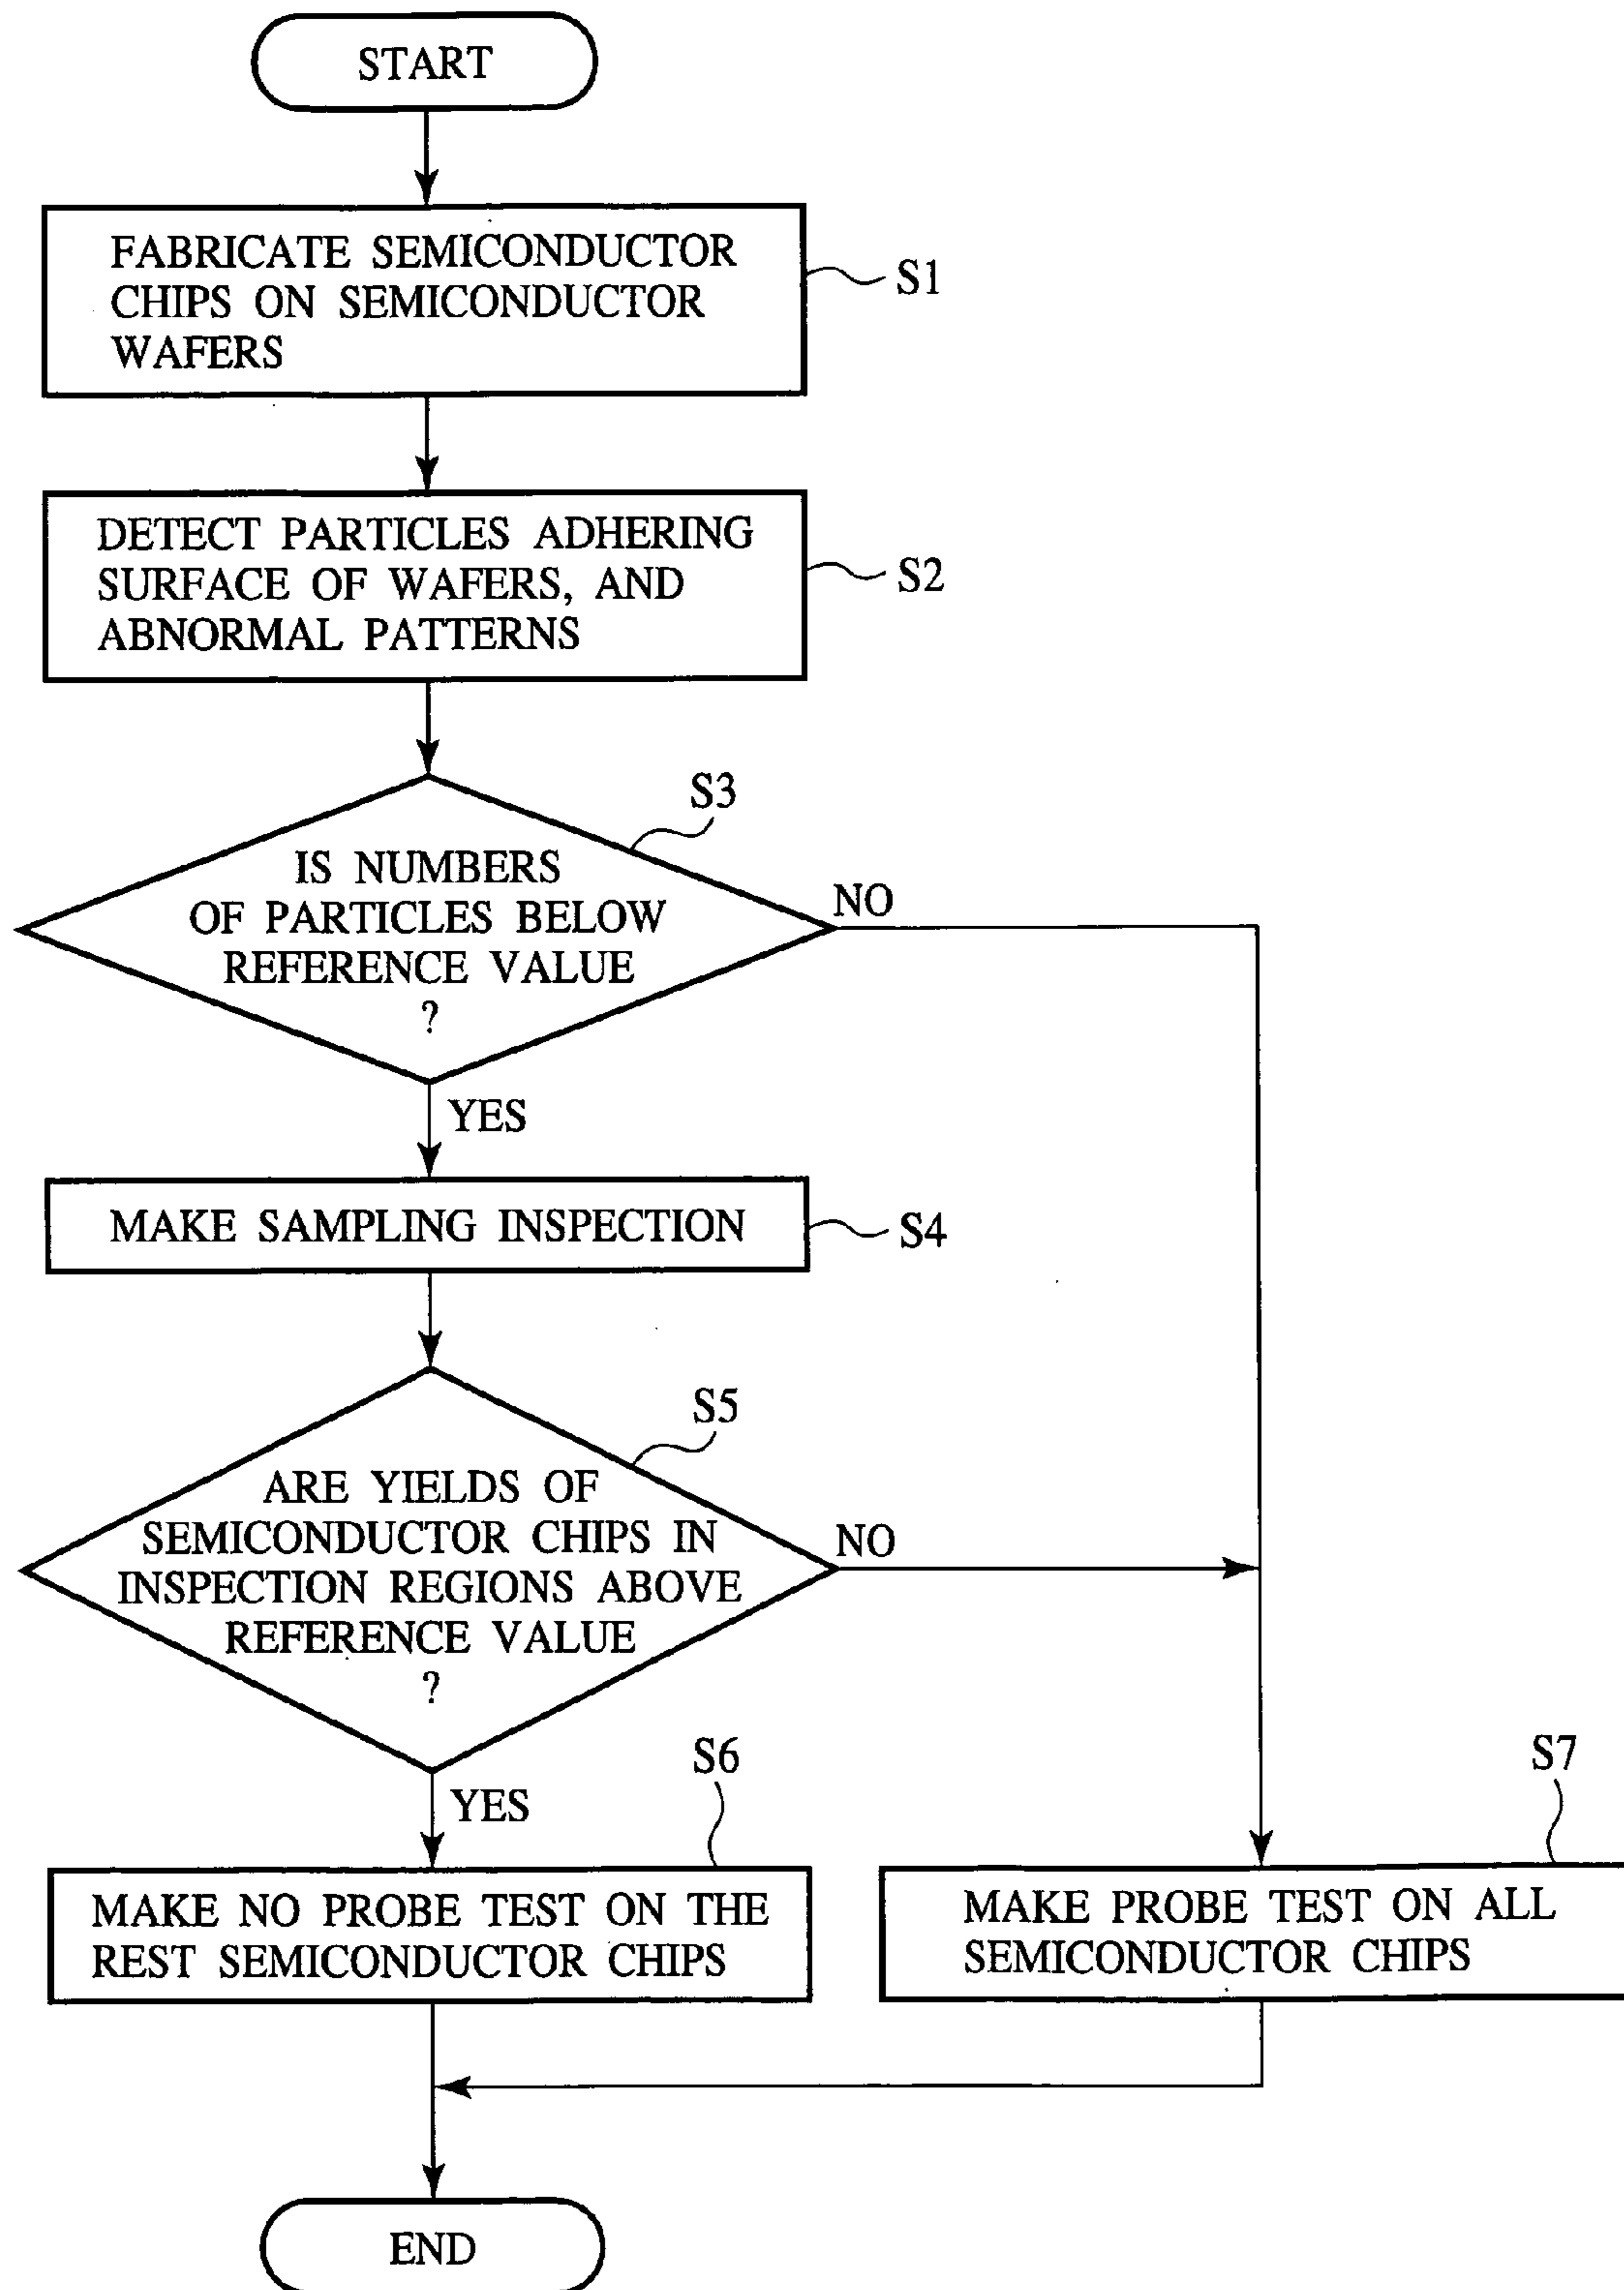 START
FABRICATE SEMICONDUCTOR
CHIPS ON SEMICONDUCTOR
WAFERS
S1
DETECT PARTICLES ADHERING
SURFACE OF WAFERS, AND
ABNORMAL PATTERNS
S2
S3
IS NUMBERS
OF PARTICLES BELOW
REFERENCE VALUE
?
NO
YES
MAKE SAMPLING INSPECTION
S4
S5
ARE YIELDS OF
SEMICONDUCTOR CHIPS IN
INSPECTION REGIONS ABOVE
REFERENCE VALUE
?
NO
YES
S6
MAKE NO PROBE TEST ON THE
REST SEMICONDUCTOR CHIPS
S7
MAKE PROBE TEST ON ALL
SEMICONDUCTOR CHIPS
END